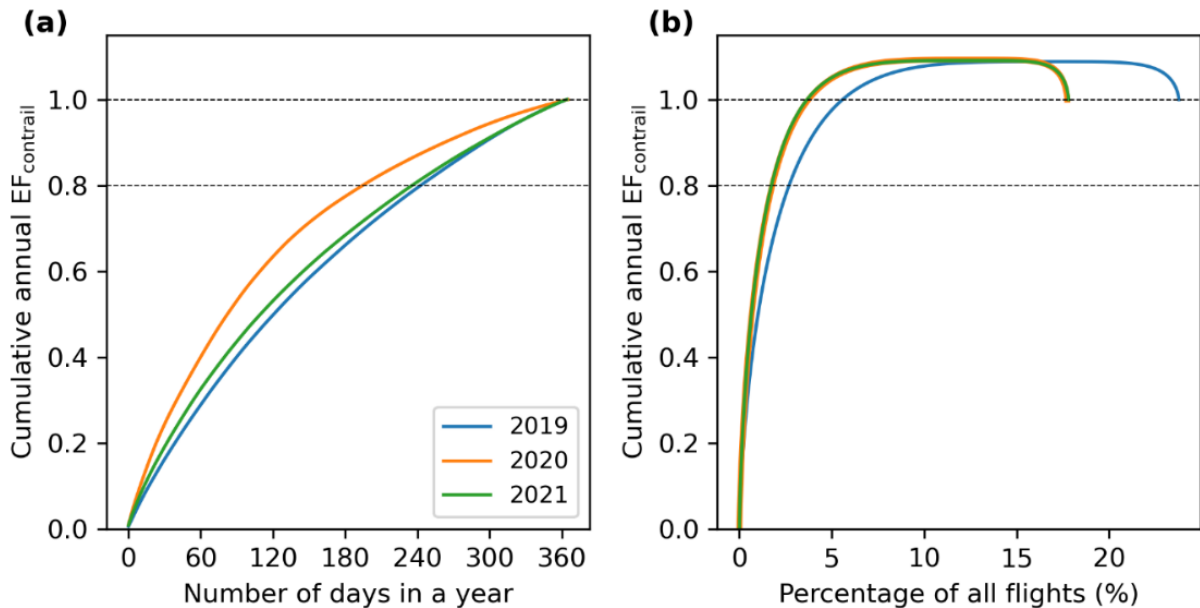 (a)
Cumulative annual EFcontrail
1.0
0.8
0.6
0.4
0.2
0.0
0 60 120 180 240 300 360
Number of days in a year
2019
2020
2021
(b)
Cumulative annual EFcontrail
1.0
0.8
0.6
0.4
0.2
0.0
0 5 10 15 20
Percentage of all flights (%)